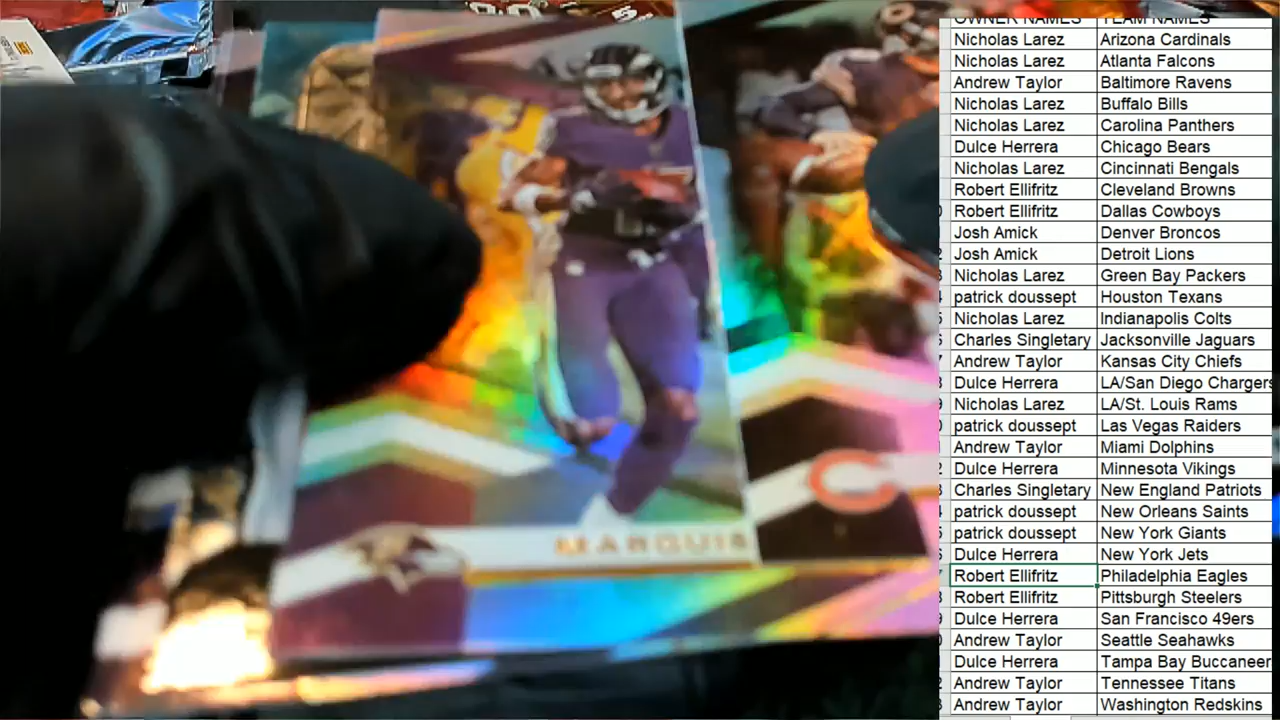 MARQUIS
OWNER NAMES TEAM NAMES
Nicholas Larez Arizona Cardinals
Nicholas Larez Atlanta Falcons
Andrew Taylor Baltimore Ravens
Nicholas Larez Buffalo Bills
Nicholas Larez Carolina Panthers
Dulce Herrera Chicago Bears
Nicholas Larez Cincinnati Bengals
Robert Ellifritz Cleveland Browns
Robert Ellifritz Dallas Cowboys
Josh Amick Denver Broncos
Josh Amick Detroit Lions
Nicholas Larez Green Bay Packers
patrick doussept Houston Texans
Nicholas Larez Indianapolis Colts
Charles Singletary Jacksonville Jaguars
Andrew Taylor Kansas City Chiefs
Dulce Herrera LA/San Diego Chargers
Nicholas Larez LA/St. Louis Rams
patrick doussept Las Vegas Raiders
Andrew Taylor Miami Dolphins
Dulce Herrera Minnesota Vikings
Charles Singletary New England Patriots
patrick doussept New Orleans Saints
patrick doussept New York Giants
Dulce Herrera New York Jets
Robert Ellifritz Philadelphia Eagles
Robert Ellifritz Pittsburgh Steelers
Dulce Herrera San Francisco 49ers
Andrew Taylor Seattle Seahawks
Dulce Herrera Tampa Bay Buccaneer
Andrew Taylor Tennessee Titans
Andrew Taylor Washington Redskins